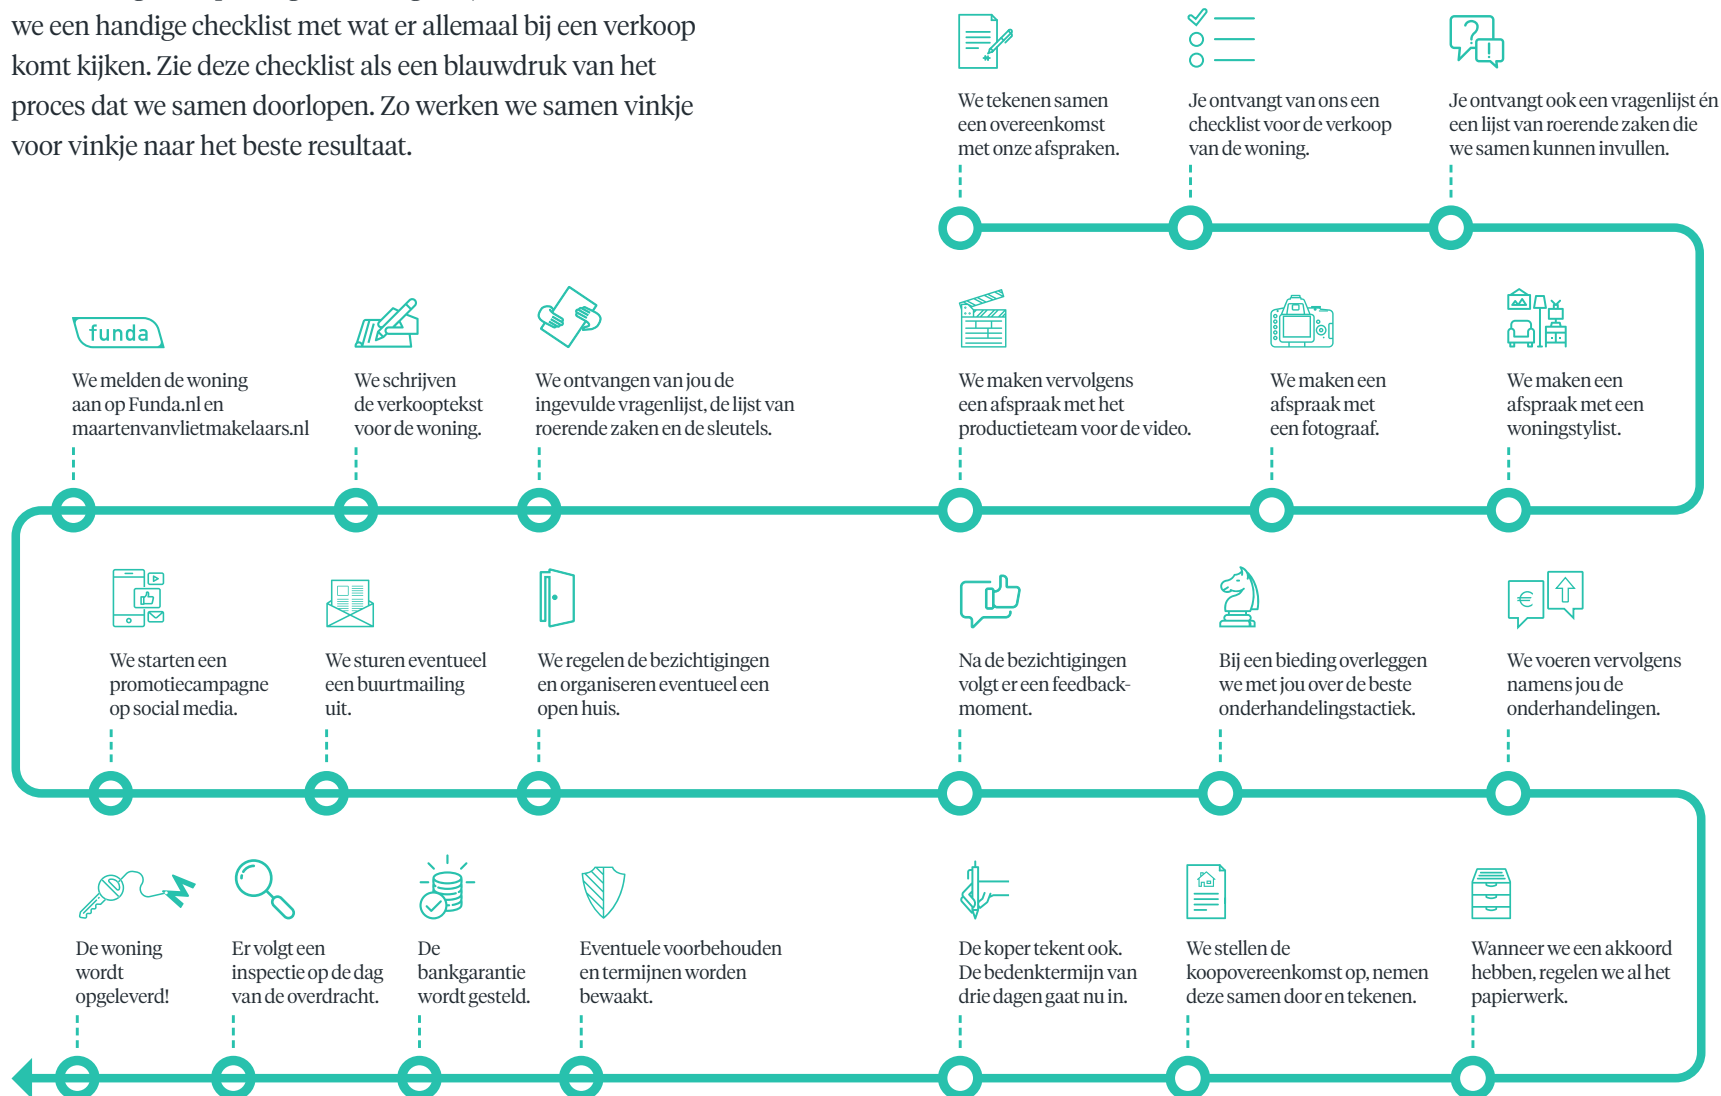 we een handige checklist met wat er allemaal bij een verkoop
komt kijken. Zie deze checklist als een blauwdruk van het
proces dat we samen doorlopen. Zo werken we samen vinkje
voor vinkje naar het beste resultaat.
We tekenen samen
een overeenkomst
met onze afspraken.
Je ontvangt van ons een
checklist voor de verkoop
van de woning.
Je ontvangt ook een vragenlijst én
een lijst van roerende zaken die
we samen kunnen invullen.
funda
We melden de woning
aan op Funda.nl en
maartenvanvlietmakelaars.nl
We schrijven
de verkooptekst
voor de woning.
We ontvangen van jou de
ingevulde vragenlijst, de lijst van
roerende zaken en de sleutels.
We maken vervolgens
een afspraak met het
productieteam voor de video.
We maken een
afspraak met
een fotograaf.
We maken een
afspraak met een
woningstylist.
We starten een
promotiecampagne
op social media.
We sturen eventueel
een buurtmailing
uit.
We regelen de bezichtigingen
en organiseren eventueel een
open huis.
Na de bezichtigingen
volgt er een feedback-
moment.
Bij een bieding overleggen
we met jou over de beste
onderhandelingstactiek.
€
We voeren vervolgens
namens jou de
onderhandelingen.
De woning
wordt
opgeleverd!
Er volgt een
inspectie op de dag
van de overdracht.
De
bankgarantie
wordt gesteld.
Eventuele voorbehouden
en termijnen worden
bewaakt.
De koper tekent ook.
De bedenktermijn van
drie dagen gaat nu in.
We stellen de
koopovereenkomst op, nemen
deze samen door en tekenen.
Wanneer we een akkoord
hebben, regelen we al het
papierwerk.